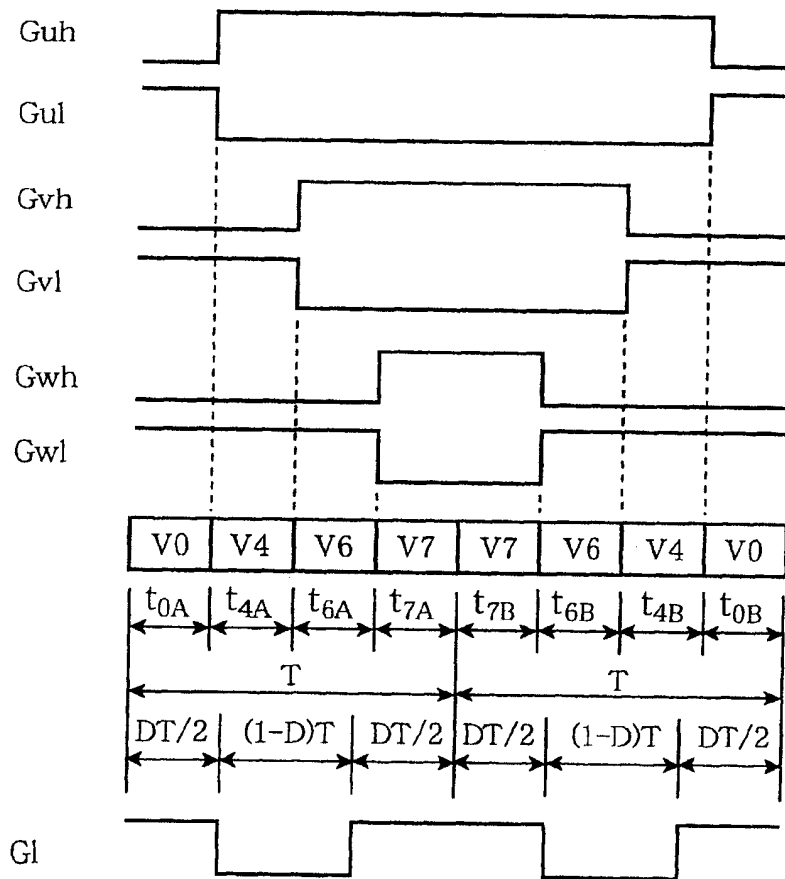 Guh
Gul
Gvh
Gvl
Gwh
Gwl
V0 V4 V6 V7 V7 V6 V4 V0
t0A t4A t6A t7A t7B t6B t4B t0B
T T
DT/2 (1-D)T DT/2 DT/2 (1-D)T DT/2
Gl